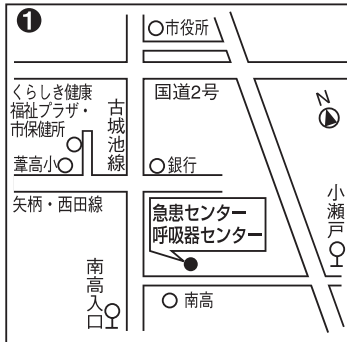 ❶
市役所
くらしき健康
福祉プラザ・
市保健所
古城池線
国道2号
N
葦高小
銀行
矢柄・西田線
急患センター
呼吸器センター
小瀬戸
南高入口
南高